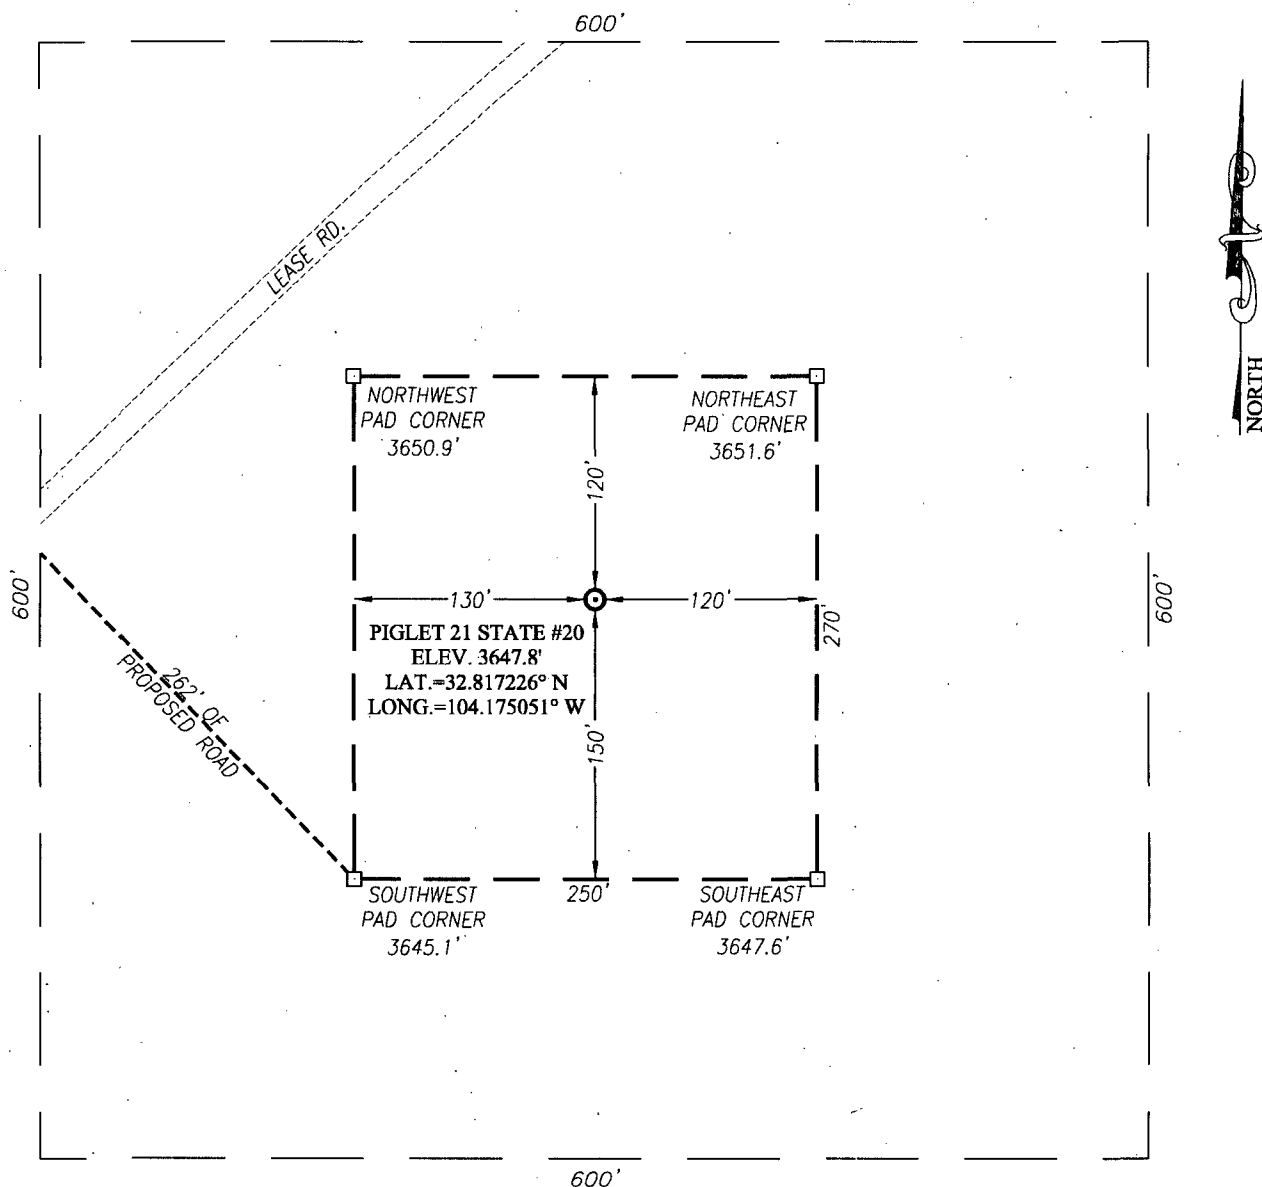 600'
LEASE RD.
NORTH
NORTHWEST
PAD CORNER
3650.9'
NORTHEAST
PAD CORNER
3651.6'
120'
600'
130'
120'
600'
270'
PIGLET 21 STATE #20
ELEV. 3647.8'
LAT.=32.817226° N
LONG.=104.175051° W
262' OF
PROPOSED ROAD
150'
SOUTHWEST
PAD CORNER
3645.1'
250'
SOUTHEAST
PAD CORNER
3647.6'
600'